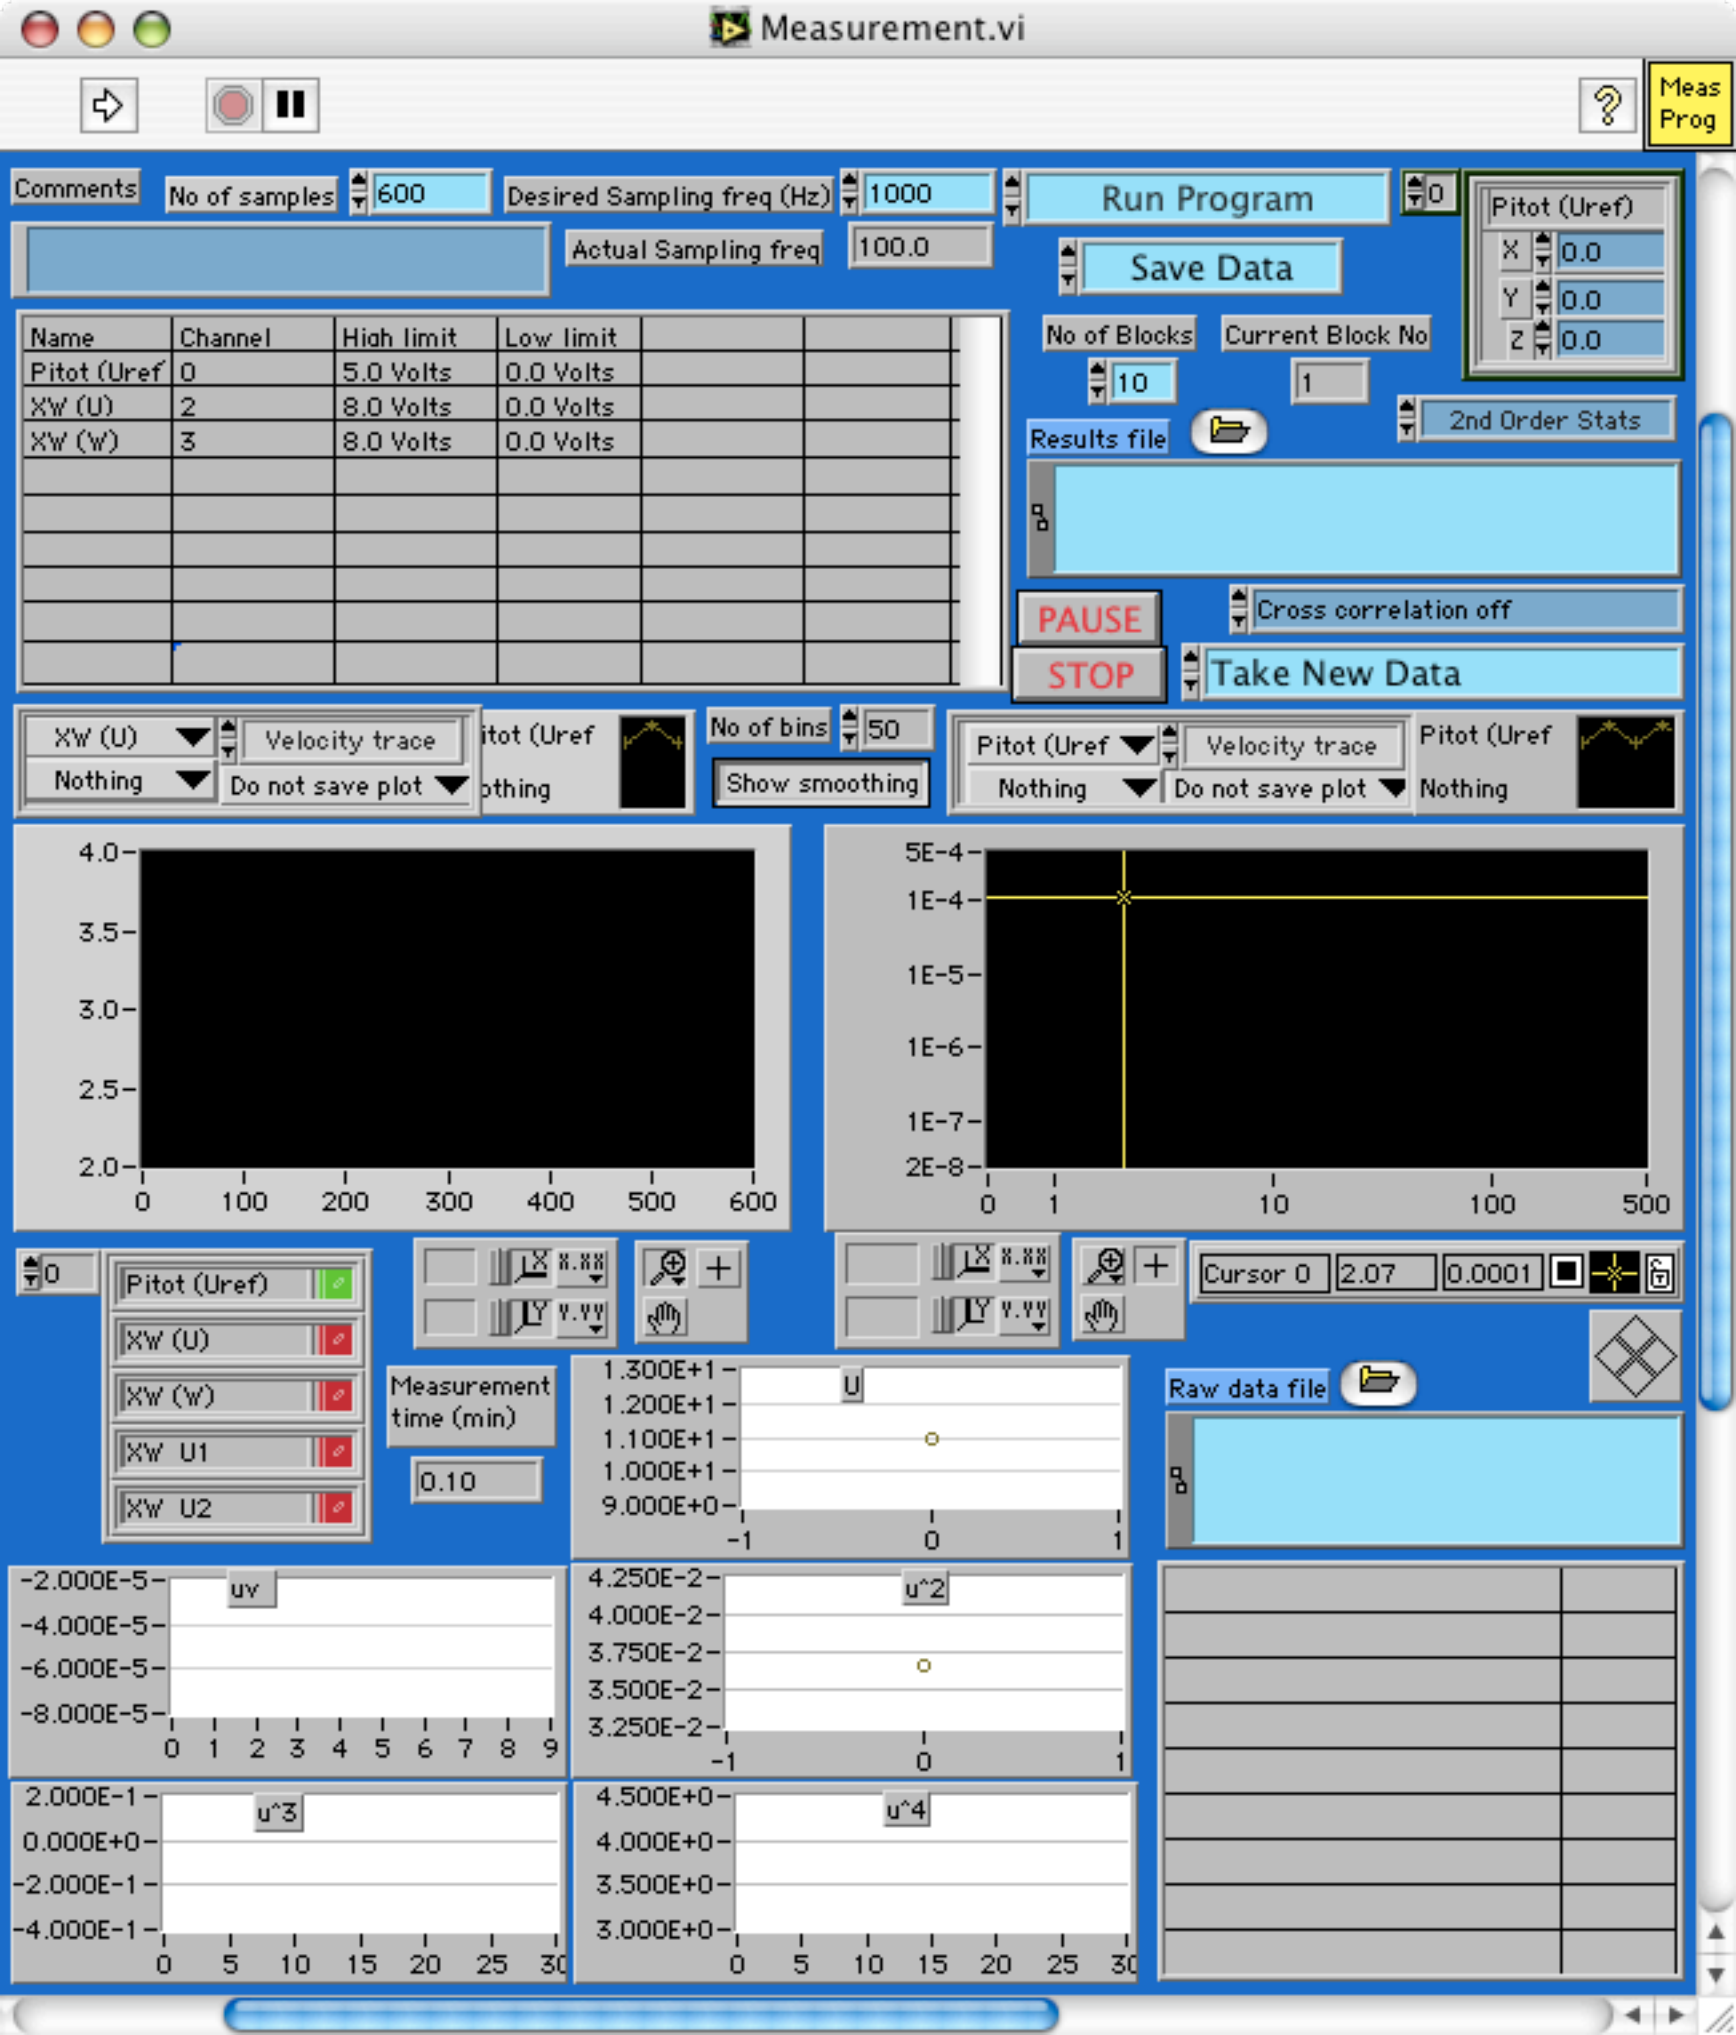 Measurement.vi
Meas
Prog
Comments
No of samples 600
Desired Sampling freq (Hz) 1000
Run Program
0
Pitot (Uref)
X 0.0
Y 0.0
Z 0.0
Actual Sampling freq 100.0
Save Data
No of Blocks
10
Current Block No
1
2nd Order Stats
Results file
Name Channel High limit Low limit
Pitot (Uref 0 5.0 Volts 0.0 Volts
XW (U) 2 8.0 Volts 0.0 Volts
XW (W) 3 8.0 Volts 0.0 Volts
PAUSE
STOP
Cross correlation off
Take New Data
XW (U) Velocity trace
Nothing Do not save plot
itot (Uref
othing
No of bins 50
Show smoothing
Pitot (Uref Velocity trace
Nothing Do not save plot
Pitot (Uref
Nothing
4.0
3.5
3.0
2.5
2.0
0 100 200 300 400 500 600
5E-4
1E-4
1E-5
1E-6
1E-7
2E-8
0 1 10 100 500
0
Pitot (Uref)
XW (U)
XW (W)
XW U1
XW U2
X X.XX
Y Y.YY
X X.XX
Y Y.YY
Cursor 0 2.07 0.0001
Measurement
time (min)
0.10
U
1.300E+1
1.200E+1
1.100E+1
1.000E+1
9.000E+0
-1 0 1
Raw data file
uv
-2.000E-5
-4.000E-5
-6.000E-5
-8.000E-5
0 1 2 3 4 5 6 7 8 9
u^2
4.250E-2
4.000E-2
3.750E-2
3.500E-2
3.250E-2
-1 0 1
u^3
2.000E-1
0.000E+0
-2.000E-1
-4.000E-1
0 5 10 15 20 25 30
u^4
4.500E+0
4.000E+0
3.500E+0
3.000E+0
0 5 10 15 20 25 30